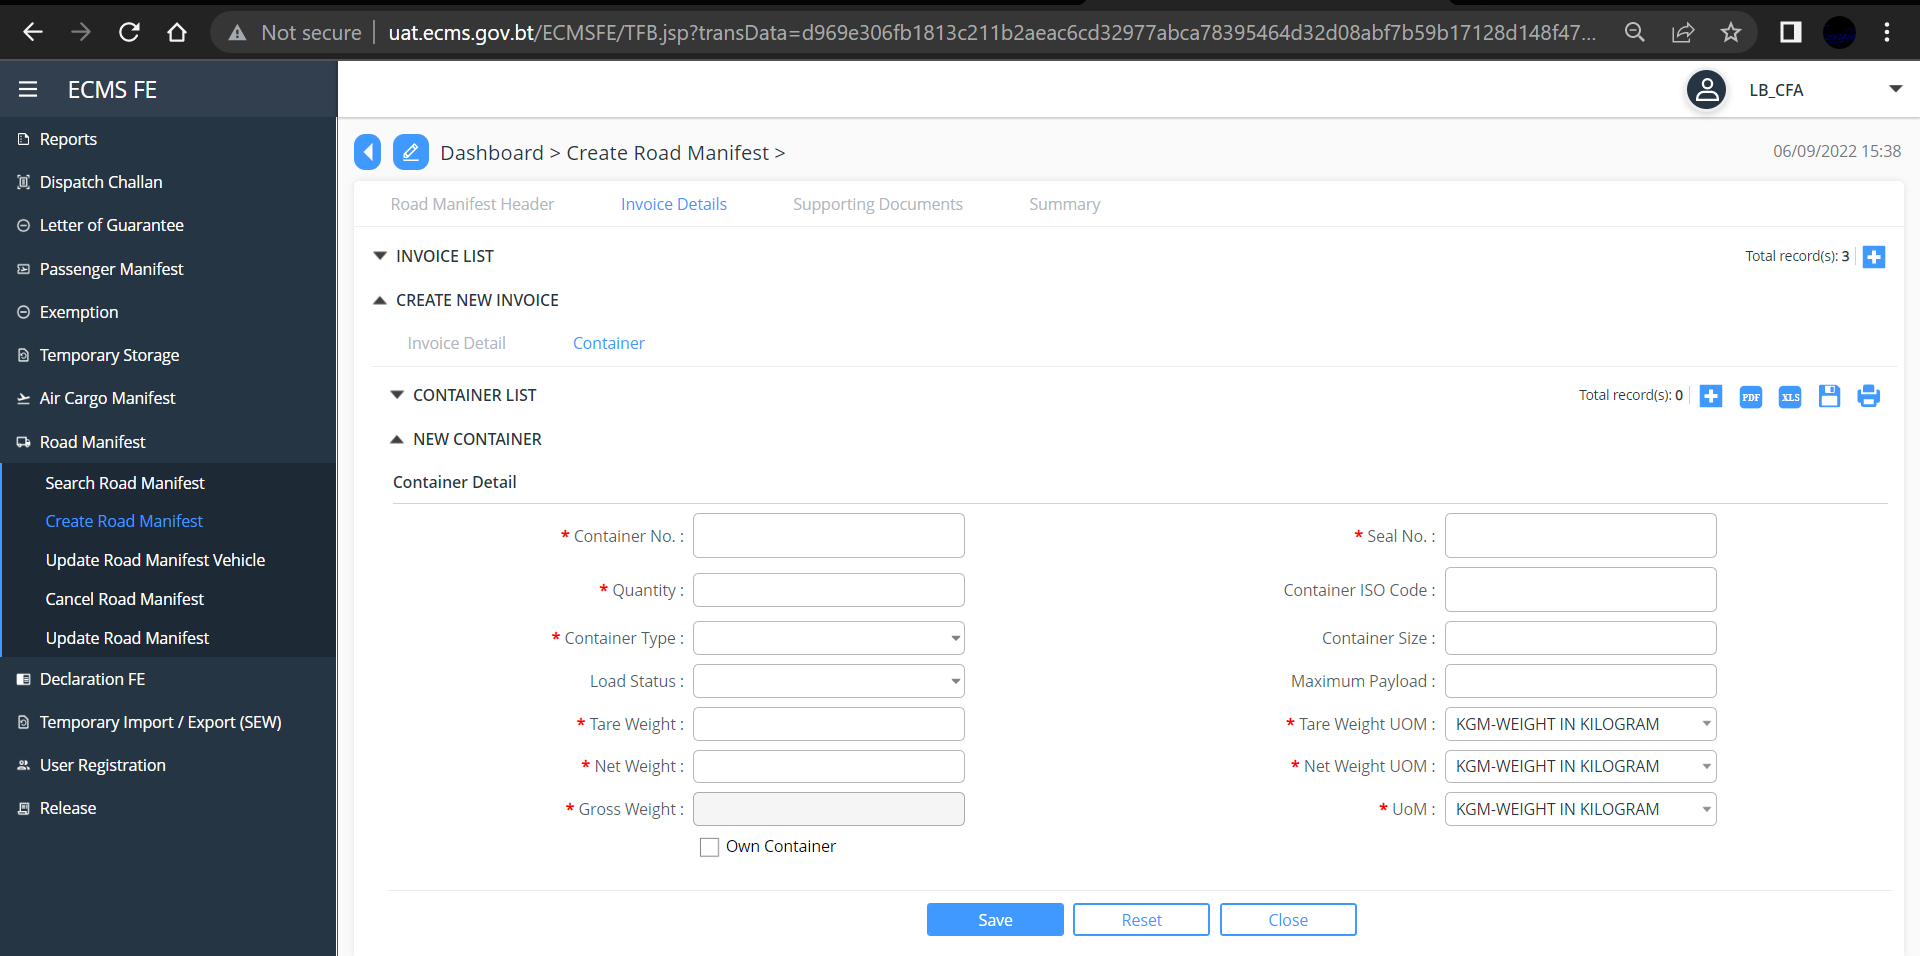 Not secure | uat.ecms.gov.bt/ECMSFE/TFB.jsp?transData=d969e306fb1813c211b2aeac6cd32977abca78395464d32d08abf7b59b17128d148f47...
ECMS FE
LB_CFA
Reports
Dispatch Challan
Letter of Guarantee
Passenger Manifest
Exemption
Temporary Storage
Air Cargo Manifest
Road Manifest
Search Road Manifest
Create Road Manifest
Update Road Manifest Vehicle
Cancel Road Manifest
Update Road Manifest
Declaration FE
Temporary Import / Export (SEW)
User Registration
Release
Dashboard > Create Road Manifest >
06/09/2022 15:38
Road Manifest Header Invoice Details Supporting Documents Summary
INVOICE LIST Total record(s): 3
CREATE NEW INVOICE
Invoice Detail Container
CONTAINER LIST Total record(s): 0 PDF XLS
NEW CONTAINER
Container Detail
* Container No. : * Seal No. :
* Quantity : Container ISO Code :
* Container Type : Container Size :
Load Status : Maximum Payload :
* Tare Weight : * Tare Weight UOM : KGM-WEIGHT IN KILOGRAM
* Net Weight : * Net Weight UOM : KGM-WEIGHT IN KILOGRAM
* Gross Weight : * UoM : KGM-WEIGHT IN KILOGRAM
Own Container
Save Reset Close